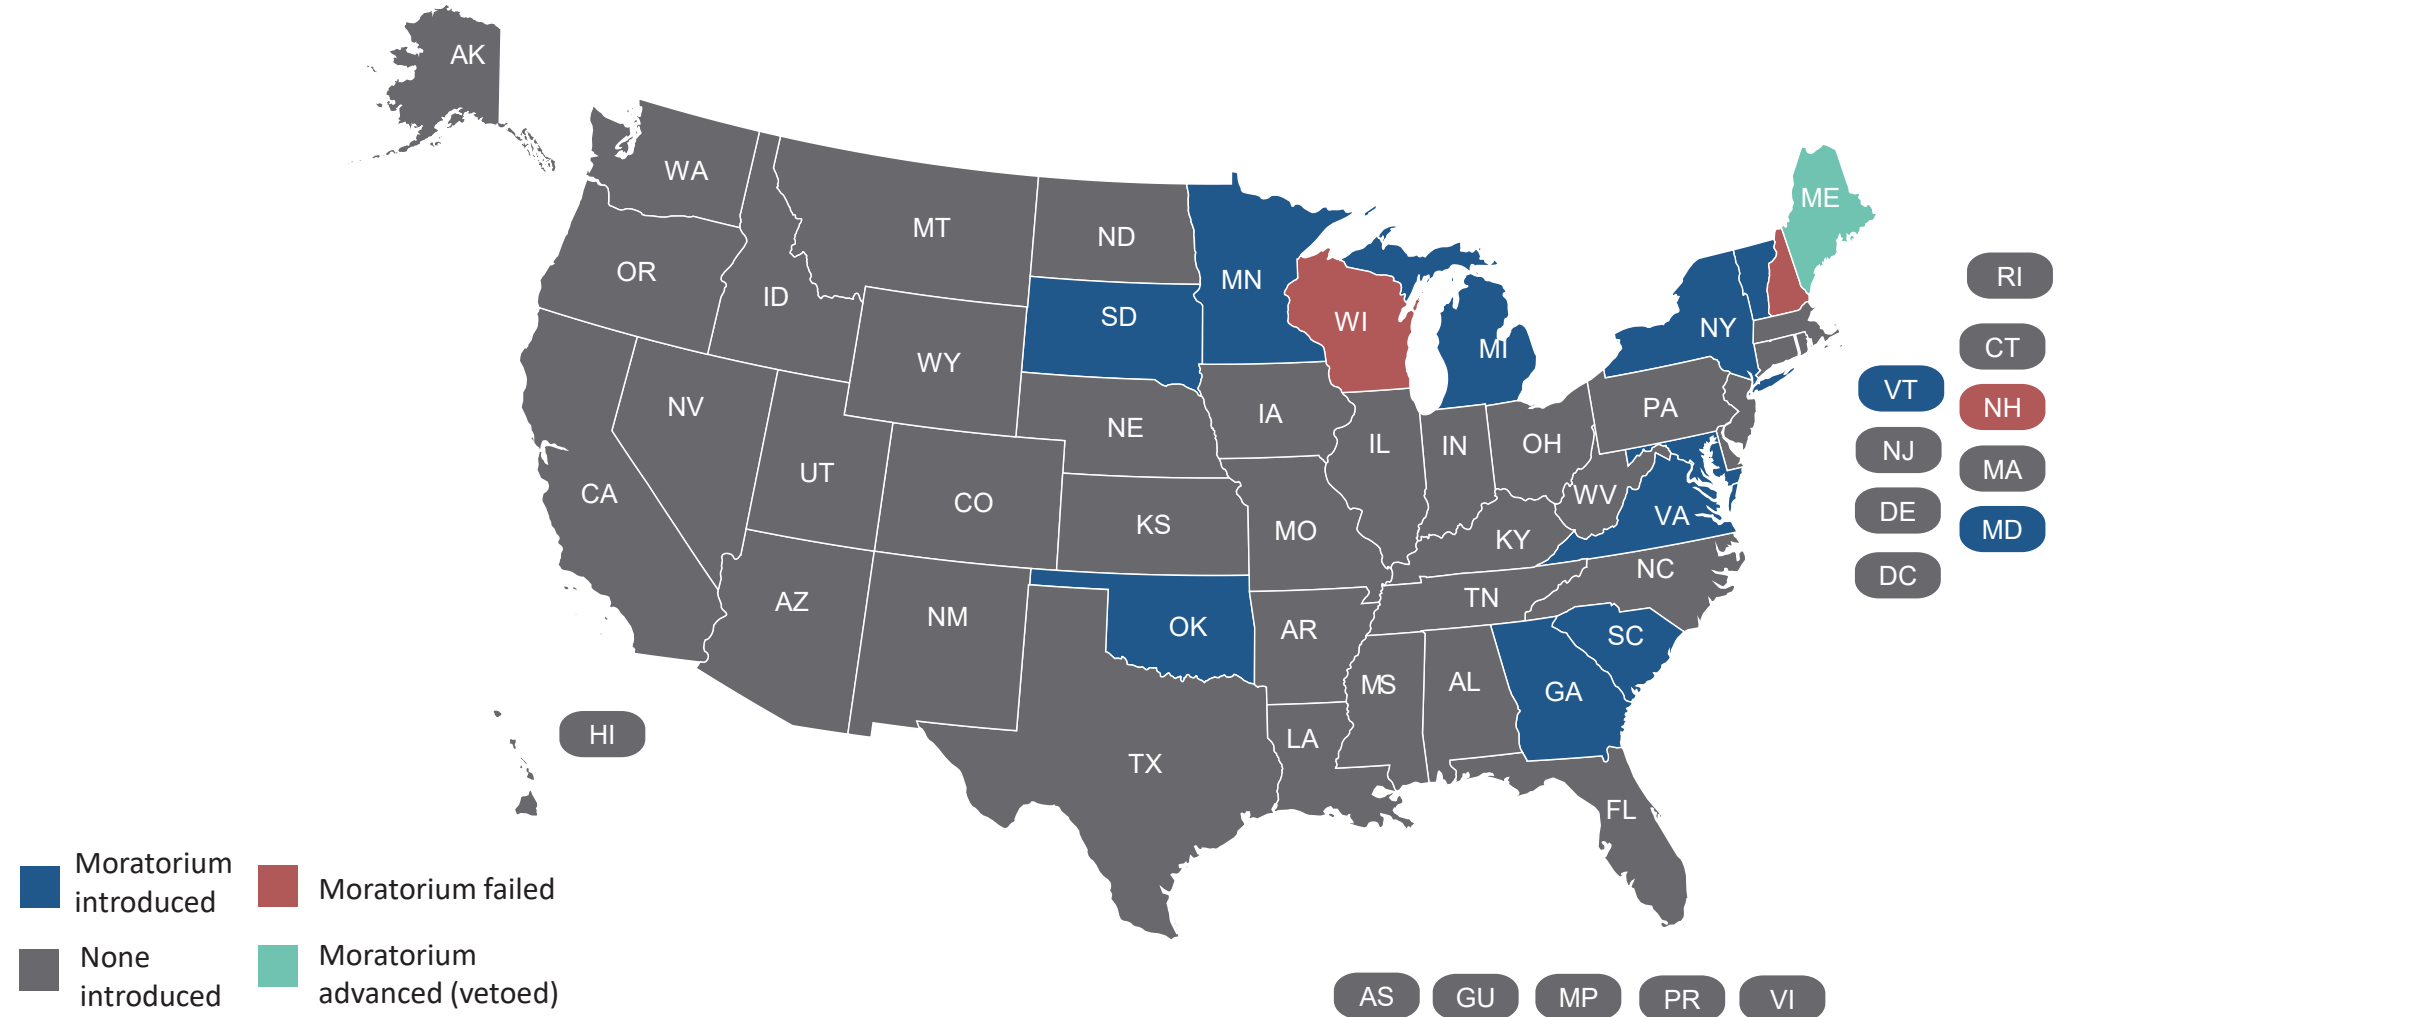 AK
WA
MT
ND
MN
ME
OR
ID
SD
WI
MI
NY
RI
WY
CT
VT
NV
NE
IA
PA
NH
NJ
UT
IL
IN
OH
MA
CA
CO
KS
MO
WV
VA
DE
MD
KY
NC
DC
AZ
NM
OK
AR
TN
SC
MS
AL
GA
HI
LA
TX
FL
Moratorium
introduced
Moratorium failed
None
introduced
Moratorium
advanced (vetoed)
AS
GU
MP
PR
VI